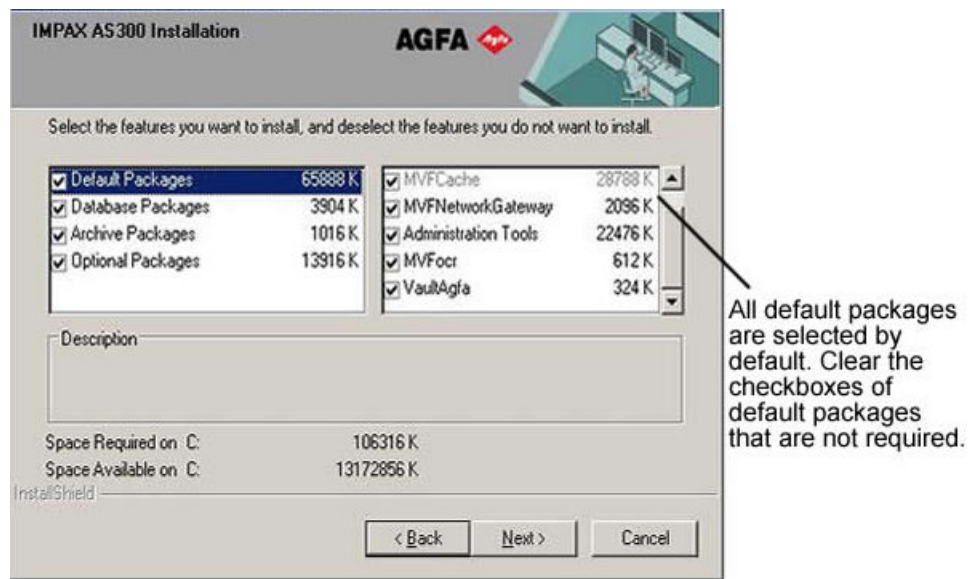 IMPAX AS300 Installation
AGFA
Select the features you want to install, and deselect the features you do not want to install.
Default Packages 65888 K
Database Packages 3904 K
Archive Packages 1016 K
Optional Packages 13916 K
MVFCache 28788 K
MVFNetworkGateway 2096 K
Administration Tools 22476 K
MVFocr 612 K
VaultAgfa 324 K
All default packages
are selected by
default. Clear the
checkboxes of
default packages
that are not required.
Description
Space Required on C: 106316 K
Space Available on C: 13172856 K
InstallShield
< Back
Next >
Cancel